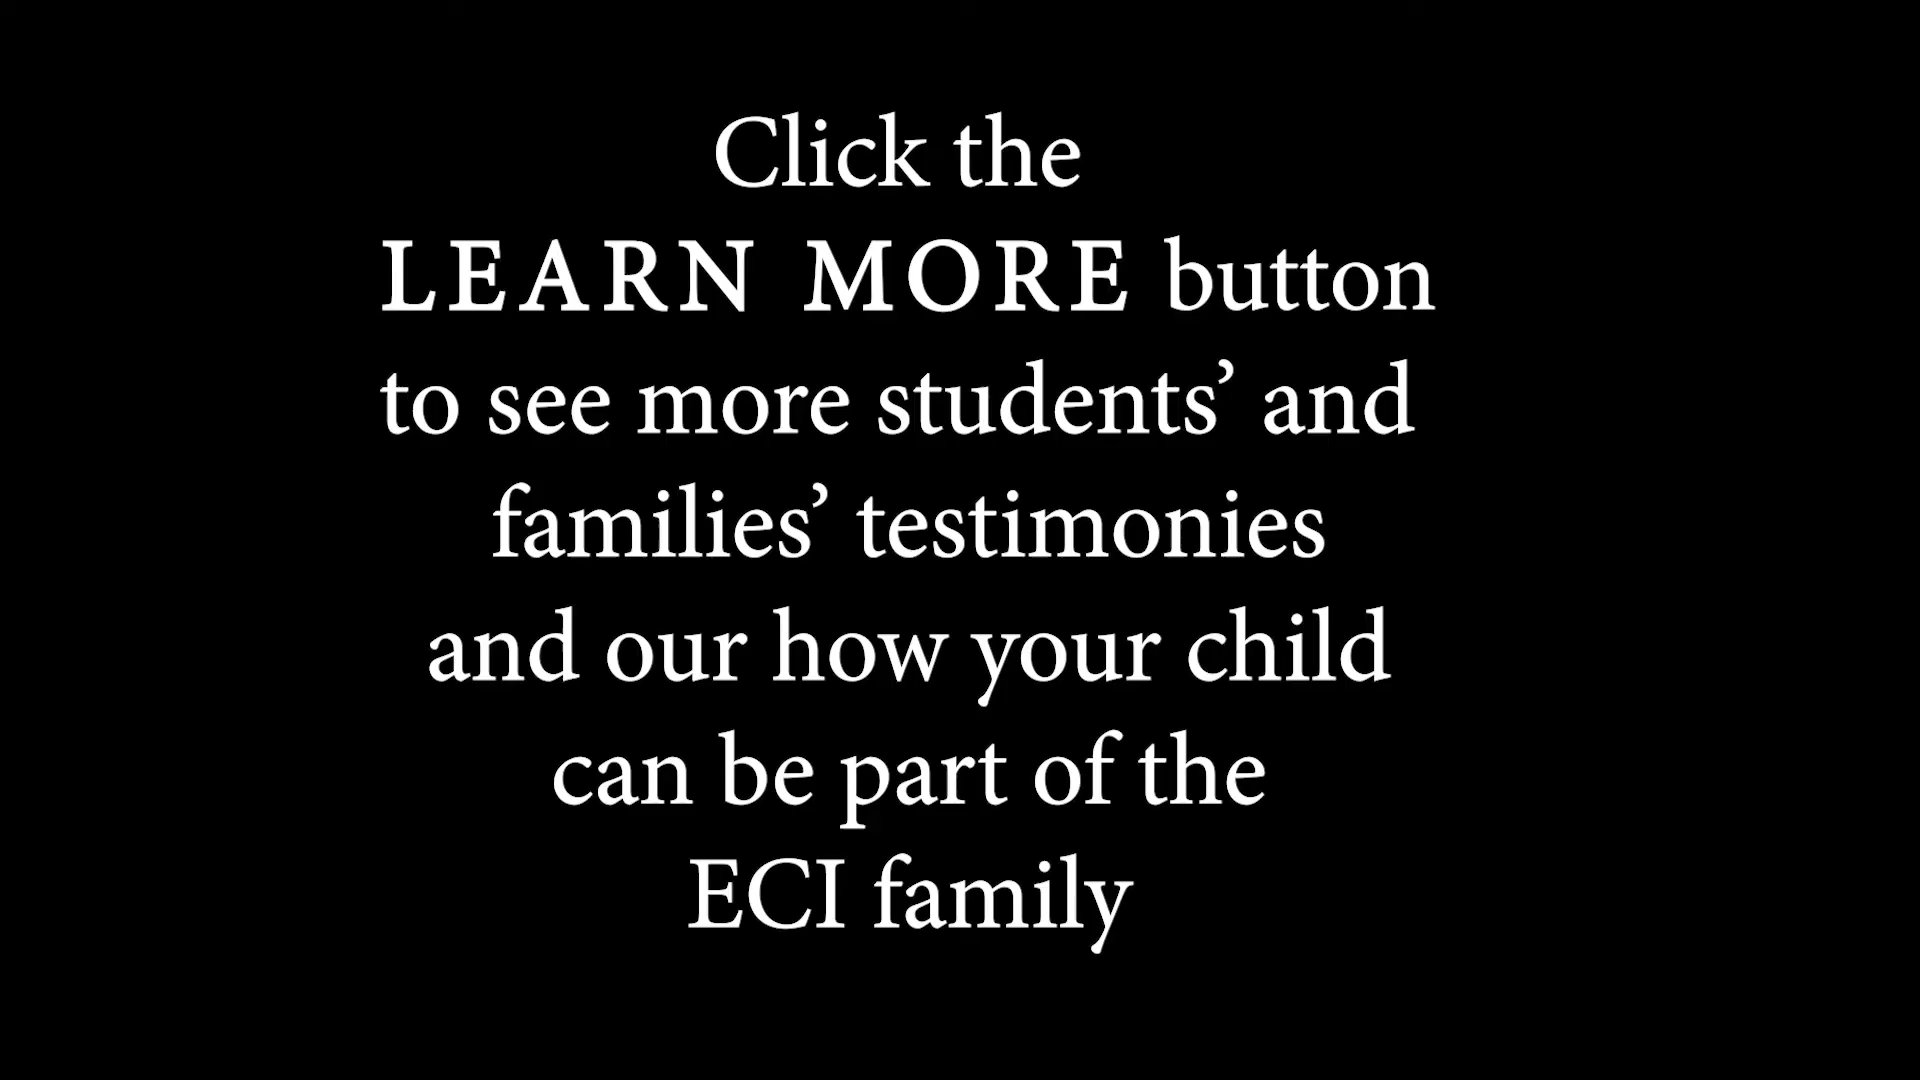 Click the
LEARN MORE button
to see more students’ and
families’ testimonies
and our how your child
can be part of the
ECI family